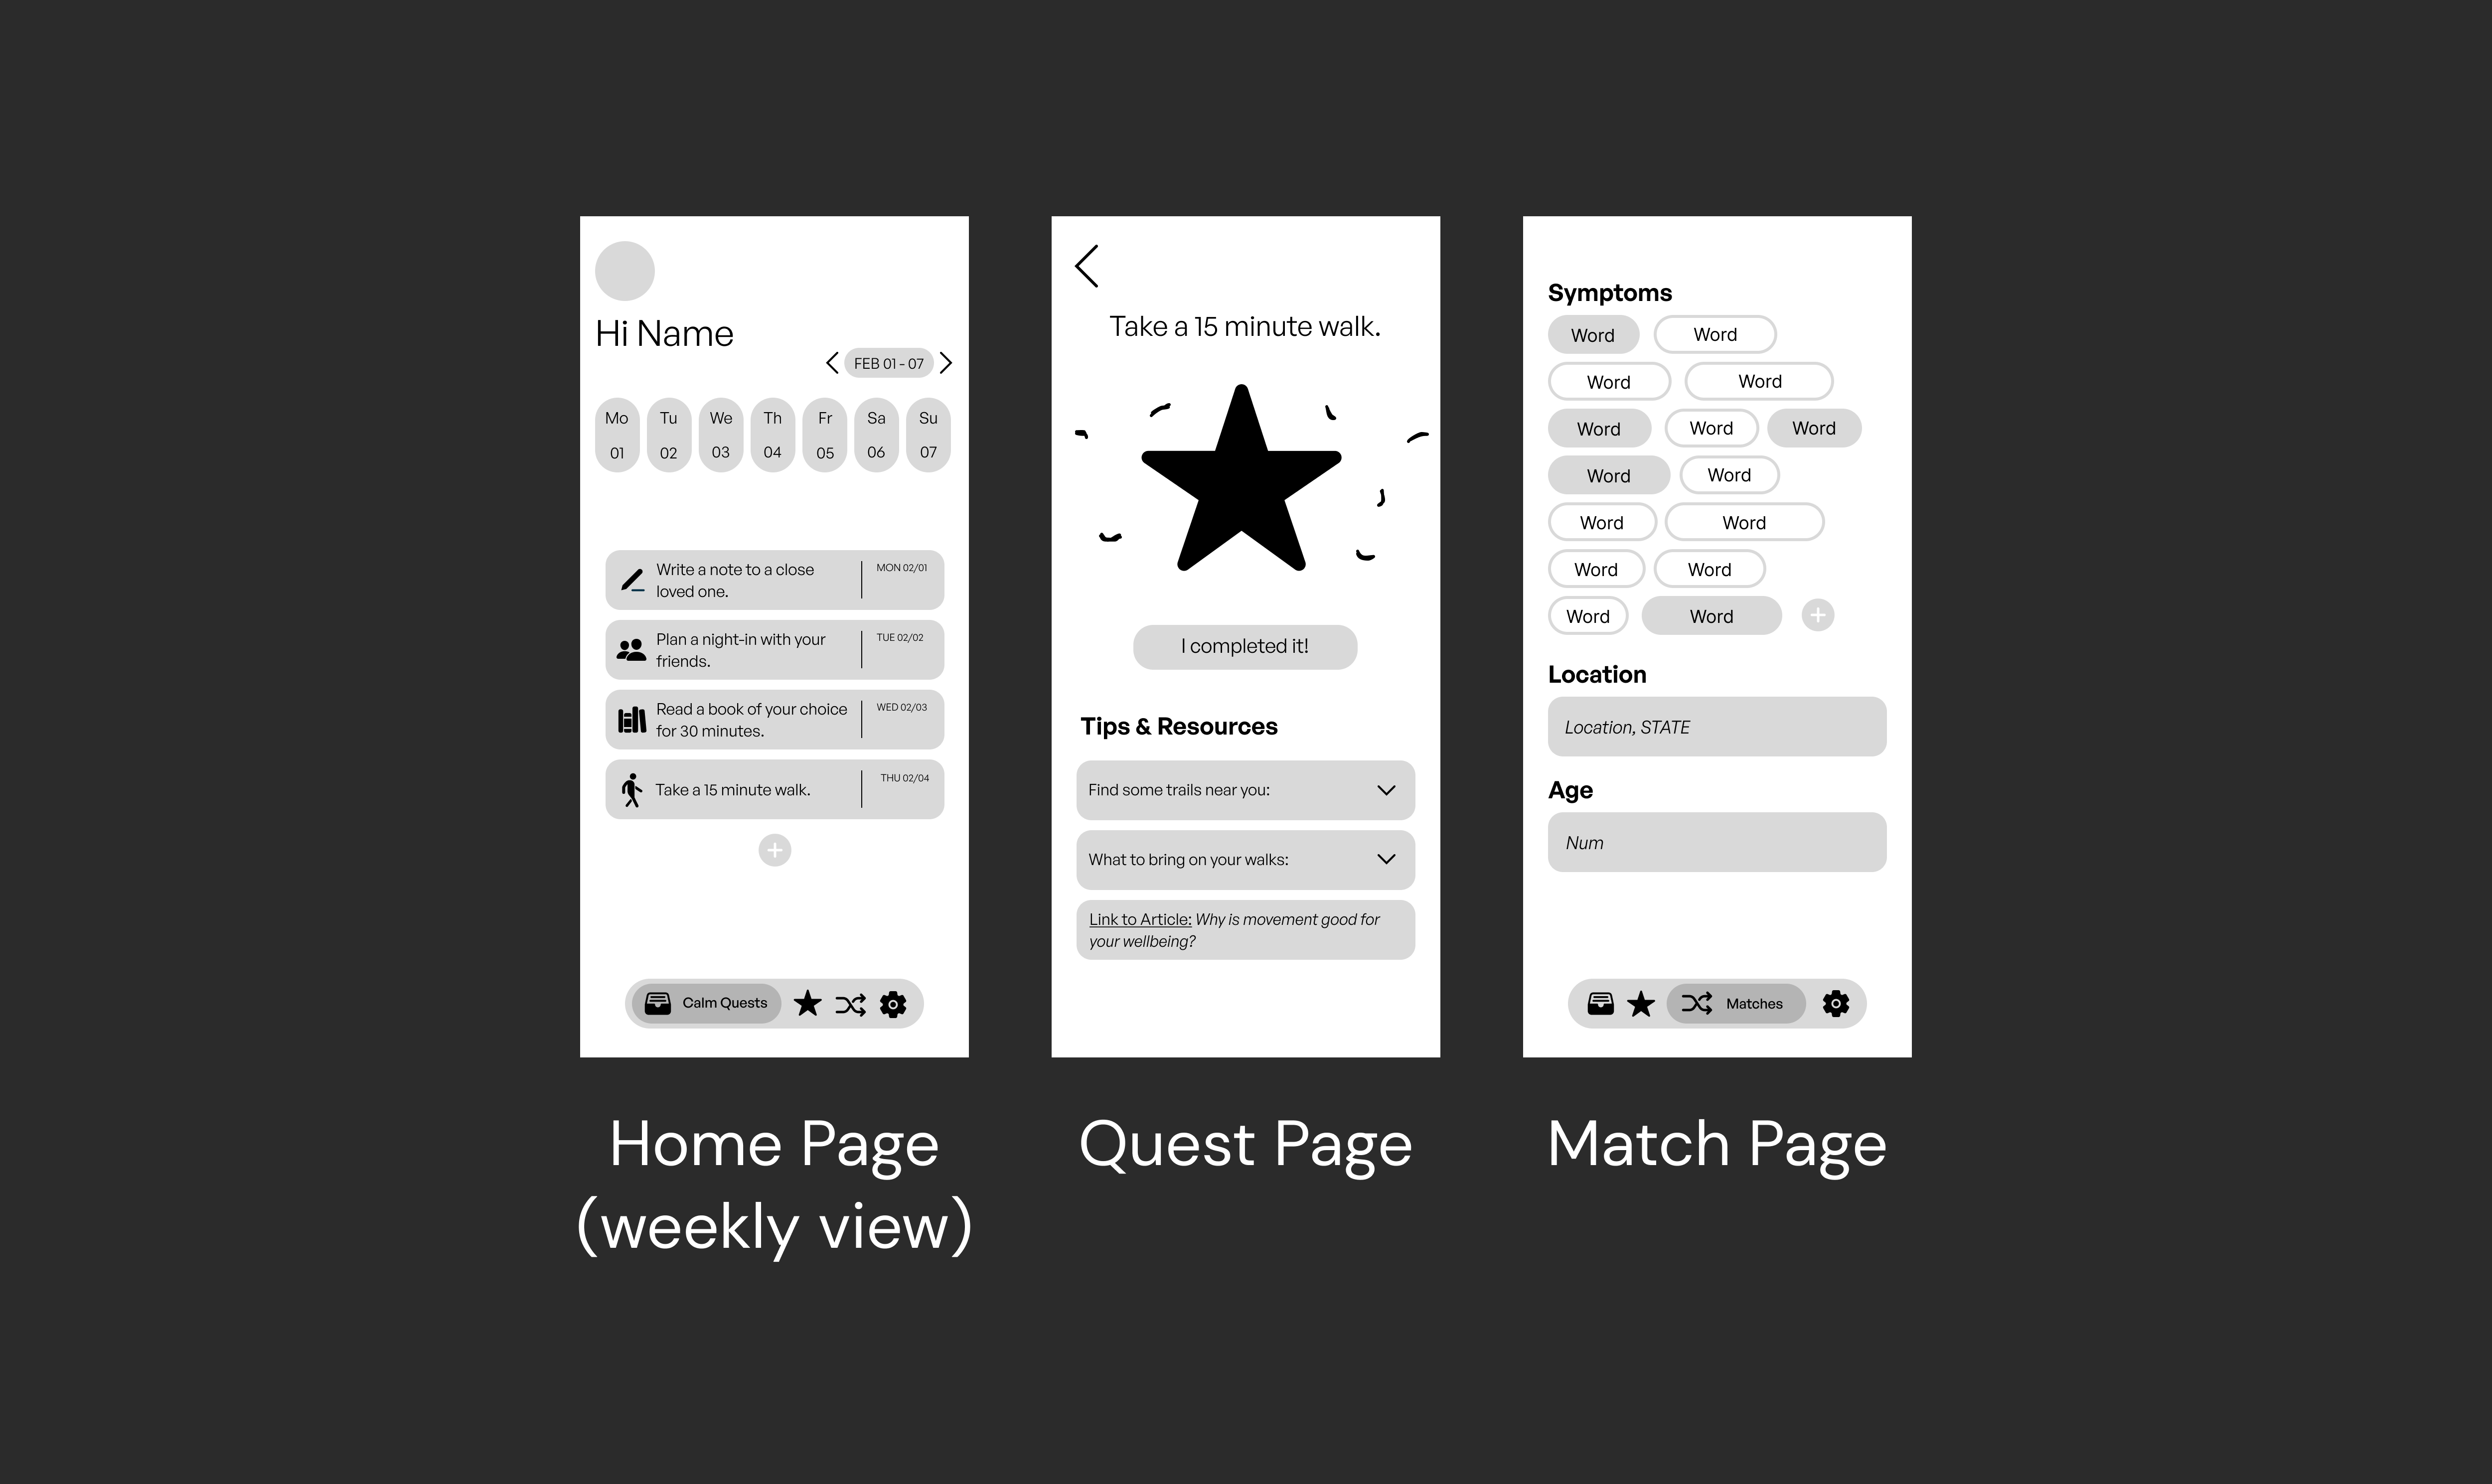 Hi Name
FEB 01 - 07
Mo Tu We Th Fr Sa Su
01 02 03 04 05 06 07
Write a note to a close
loved one.
MON 02/01
Plan a night-in with your
friends.
TUE 02/02
Read a book of your choice
for 30 minutes.
WED 02/03
Take a 15 minute walk.
THU 02/04
Calm Quests
Home Page
(weekly view)
Take a 15 minute walk.
I completed it!
Tips & Resources
Find some trails near you:
What to bring on your walks:
Link to Article: Why is movement good for
your wellbeing?
Quest Page
Symptoms
Word Word
Word Word
Word Word Word
Word Word
Word Word
Word Word
Word Word
Location
Location, STATE
Age
Num
Matches
Match Page